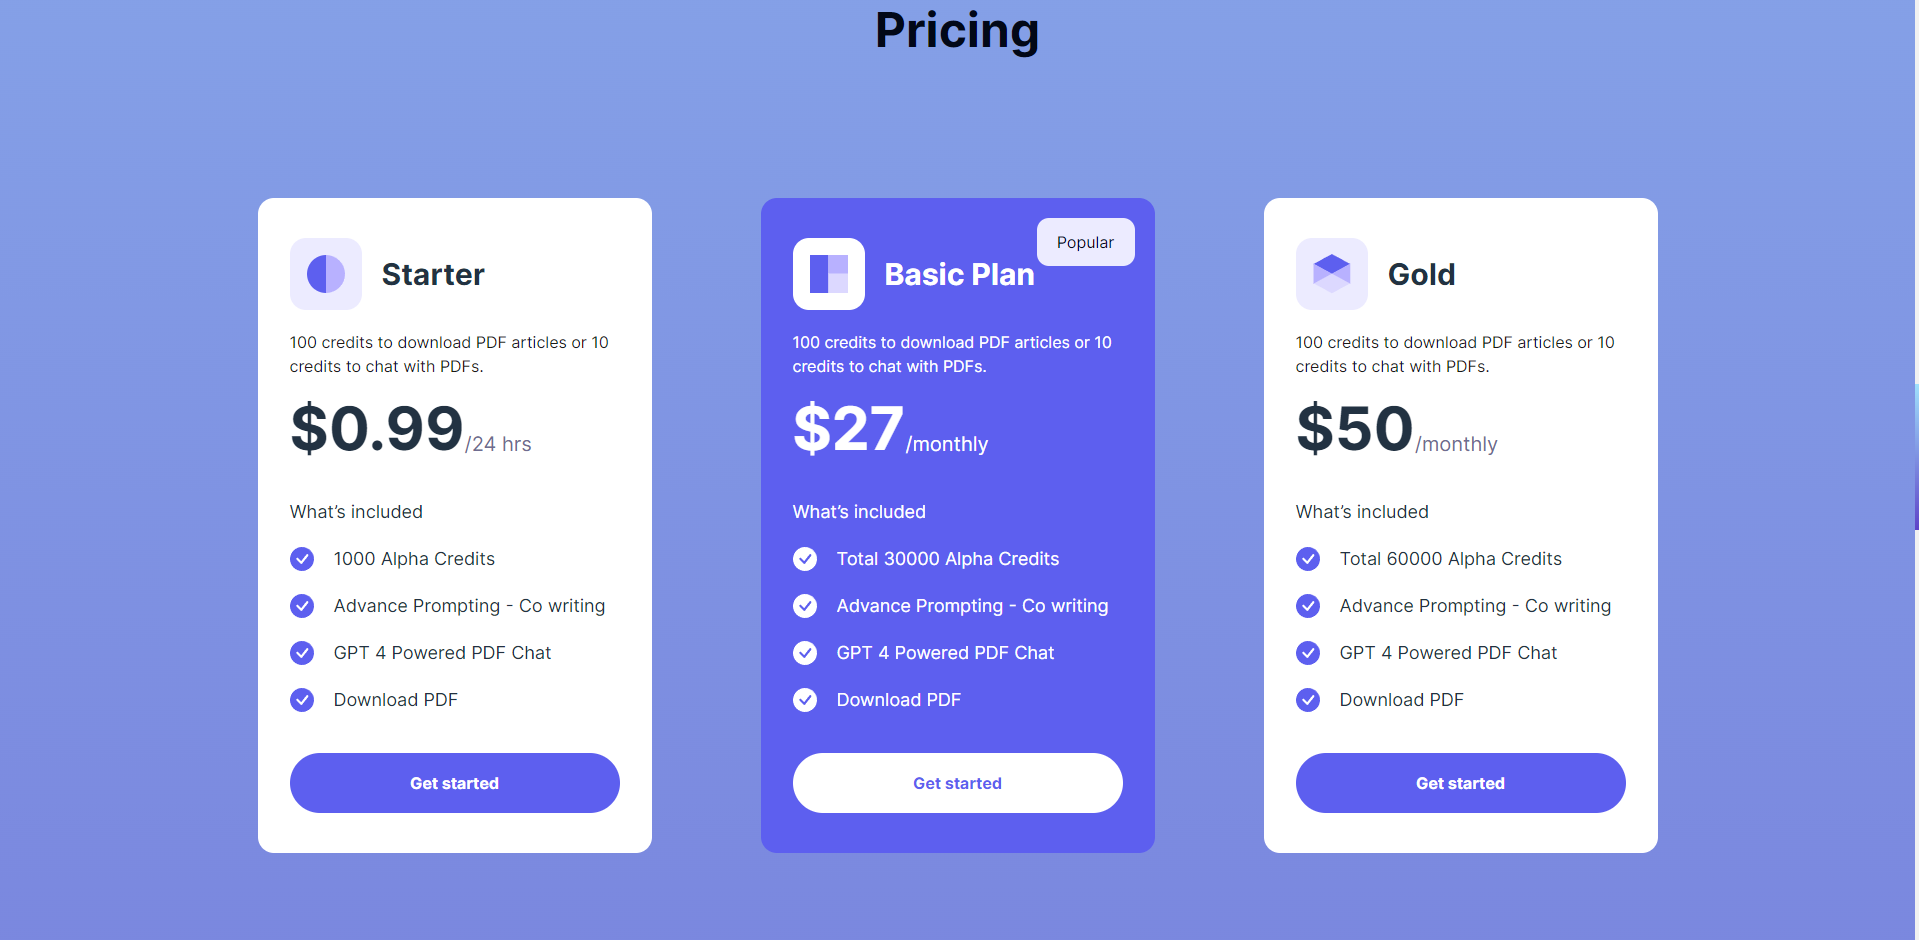 Pricing
Starter
100 credits to download PDF articles or 10
credits to chat with PDFs.
$0.99/24 hrs
What’s included
1000 Alpha Credits
Advance Prompting - Co writing
GPT 4 Powered PDF Chat
Download PDF
Get started
Popular
Basic Plan
100 credits to download PDF articles or 10
credits to chat with PDFs.
$27/monthly
What’s included
Total 30000 Alpha Credits
Advance Prompting - Co writing
GPT 4 Powered PDF Chat
Download PDF
Get started
Gold
100 credits to download PDF articles or 10
credits to chat with PDFs.
$50/monthly
What’s included
Total 60000 Alpha Credits
Advance Prompting - Co writing
GPT 4 Powered PDF Chat
Download PDF
Get started